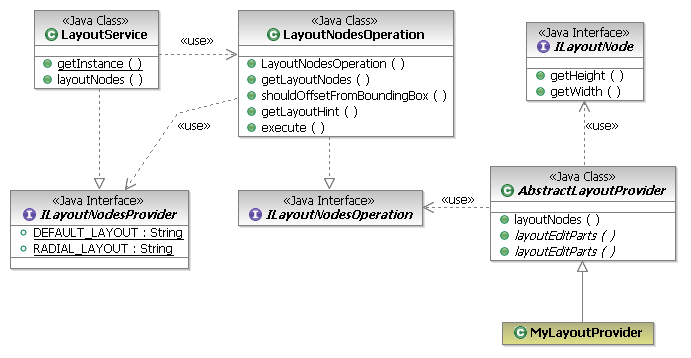 «Java Class»
C LayoutService
getInstance ( )
layoutNodes ( )
«use»
«Java Class»
C LayoutNodesOperation
LayoutNodesOperation ( )
getLayoutNodes ( )
shouldOffsetFromBoundingBox ( )
getLayoutHint ( )
execute ( )
«Java Interface»
I ILayoutNode
getHeight ( )
getWidth ( )
«use»
«use»
«Java Interface»
I ILayoutNodesProvider
DEFAULT_LAYOUT : String
RADIAL_LAYOUT : String
«Java Interface»
I ILayoutNodesOperation
«use»
«Java Class»
C AbstractLayoutProvider
layoutNodes ( )
layoutEditParts ( )
layoutEditParts ( )
C MyLayoutProvider